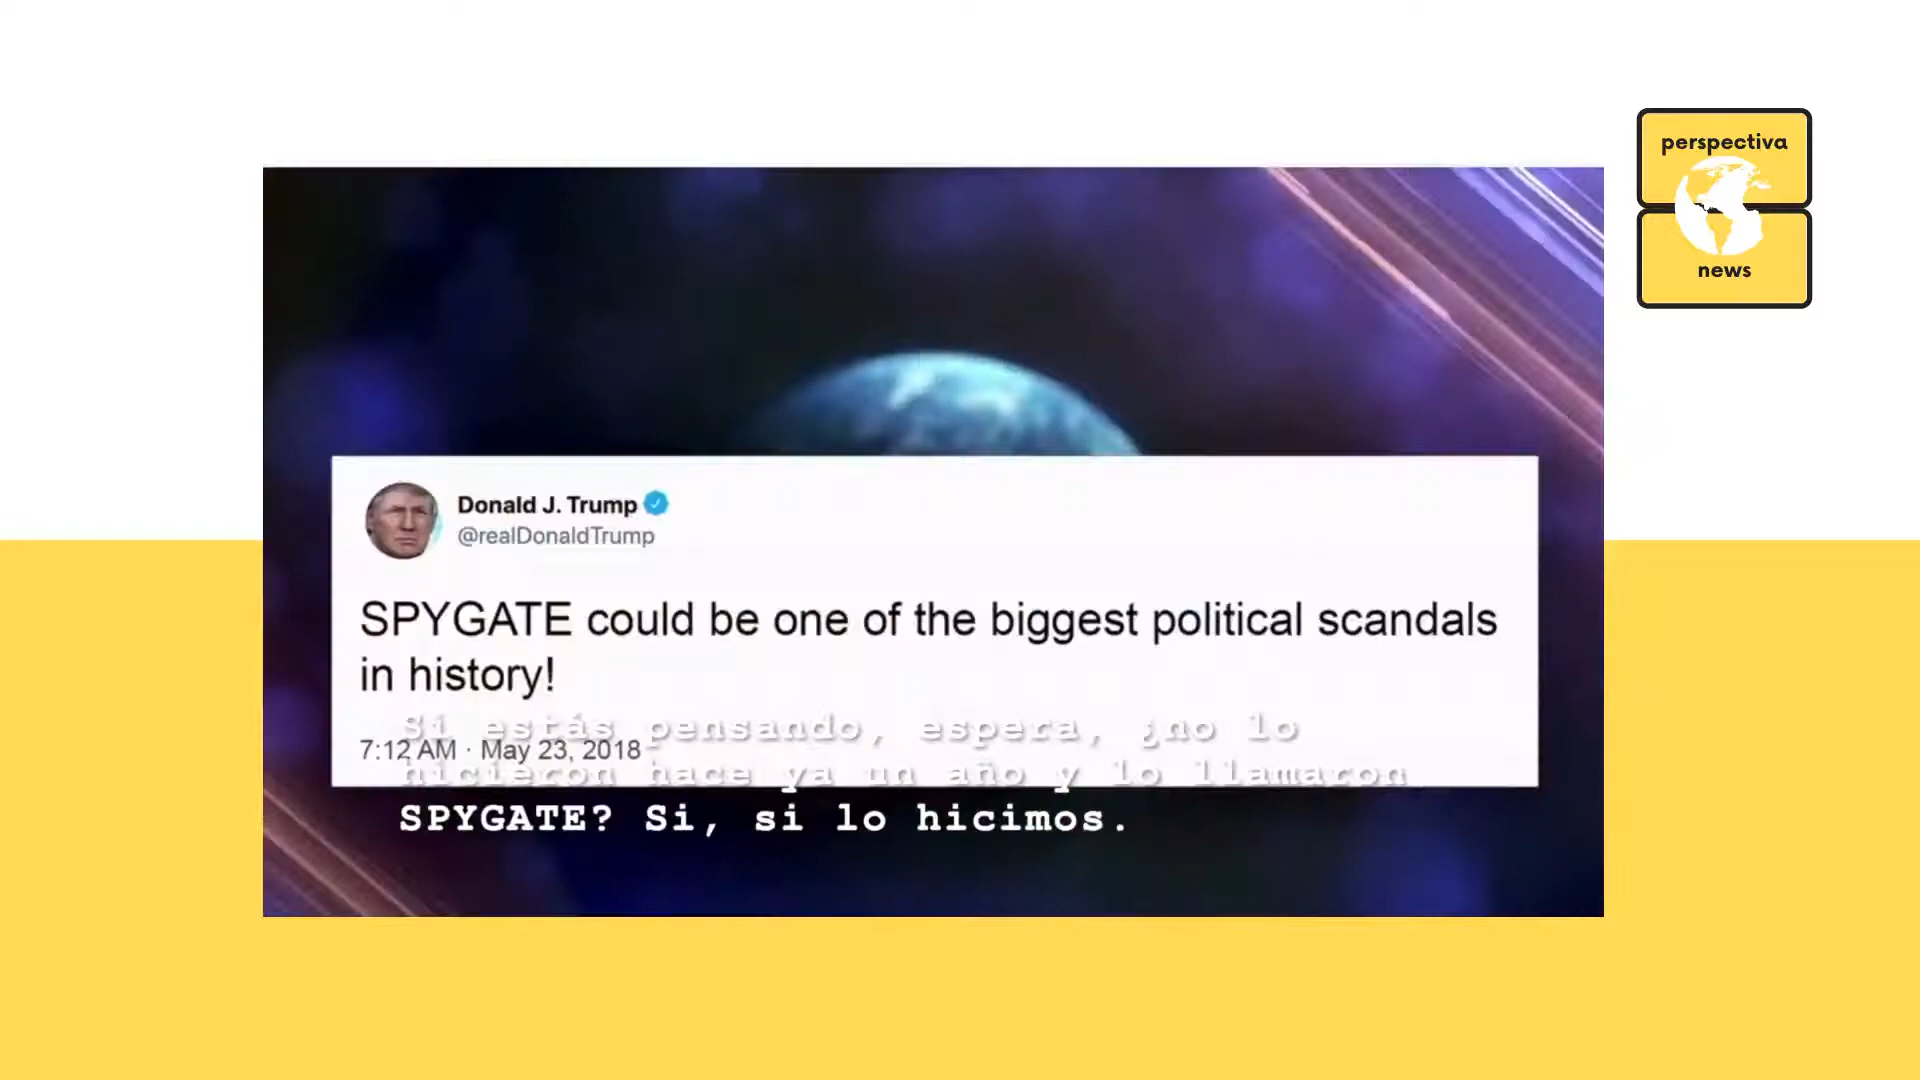 perspectiva
news
Donald J. Trump
@realDonaldTrump
SPYGATE could be one of the biggest political scandals
in history!
7:12 AM · May 23, 2018
Si estás pensando, espera, ¿no lo
hicieron hace ya un año y lo llamaron
SPYGATE? Si, si lo hicimos.